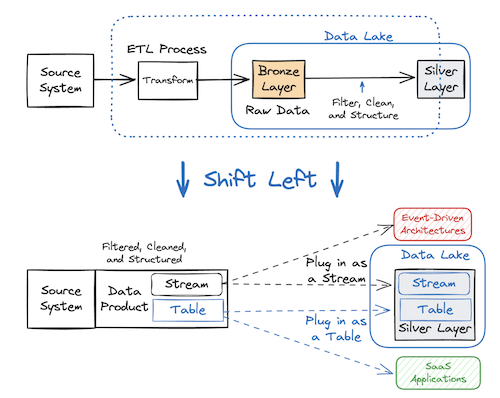 Data Lake
ETL Process
Source
System
Transform
Bronze
Layer
Silver
Layer
Raw Data
Filter, Clean,
and Structure
Shift Left
Event-Driven
Architectures
Filtered, Cleaned,
and Structured
Plug in as
a Stream
Data Lake
Source
System
Data
Product
Stream
Table
Stream
Table
Silver Layer
Plug in as
a Table
SaaS
Applications